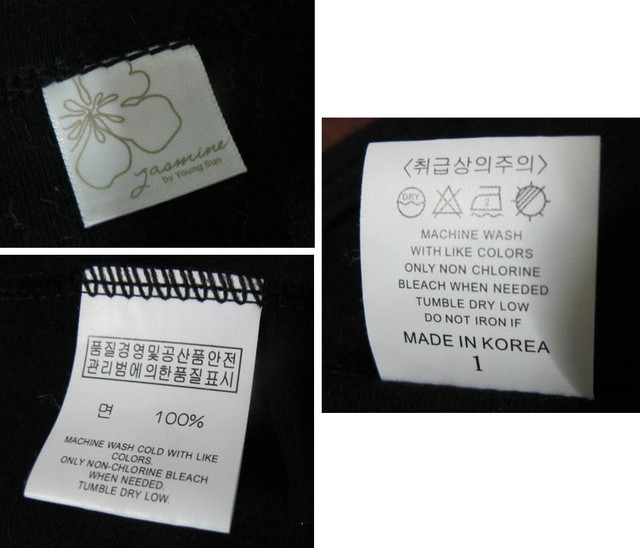 Jasmine
by Young Sun
품질경영및공산품안전
관리법에의한품질표시
면 100%
MACHINE WASH COLD WITH LIKE
COLORS
ONLY NON-CHLORINE BLEACH
WHEN NEEDED.
TUMBLE DRY LOW.
<취급상의주의>
DRY
2
MACHINE WASH
WITH LIKE COLORS
ONLY NON CHLORINE
BLEACH WHEN NEEDED
TUMBLE DRY LOW
DO NOT IRON IF
MADE IN KOREA
1